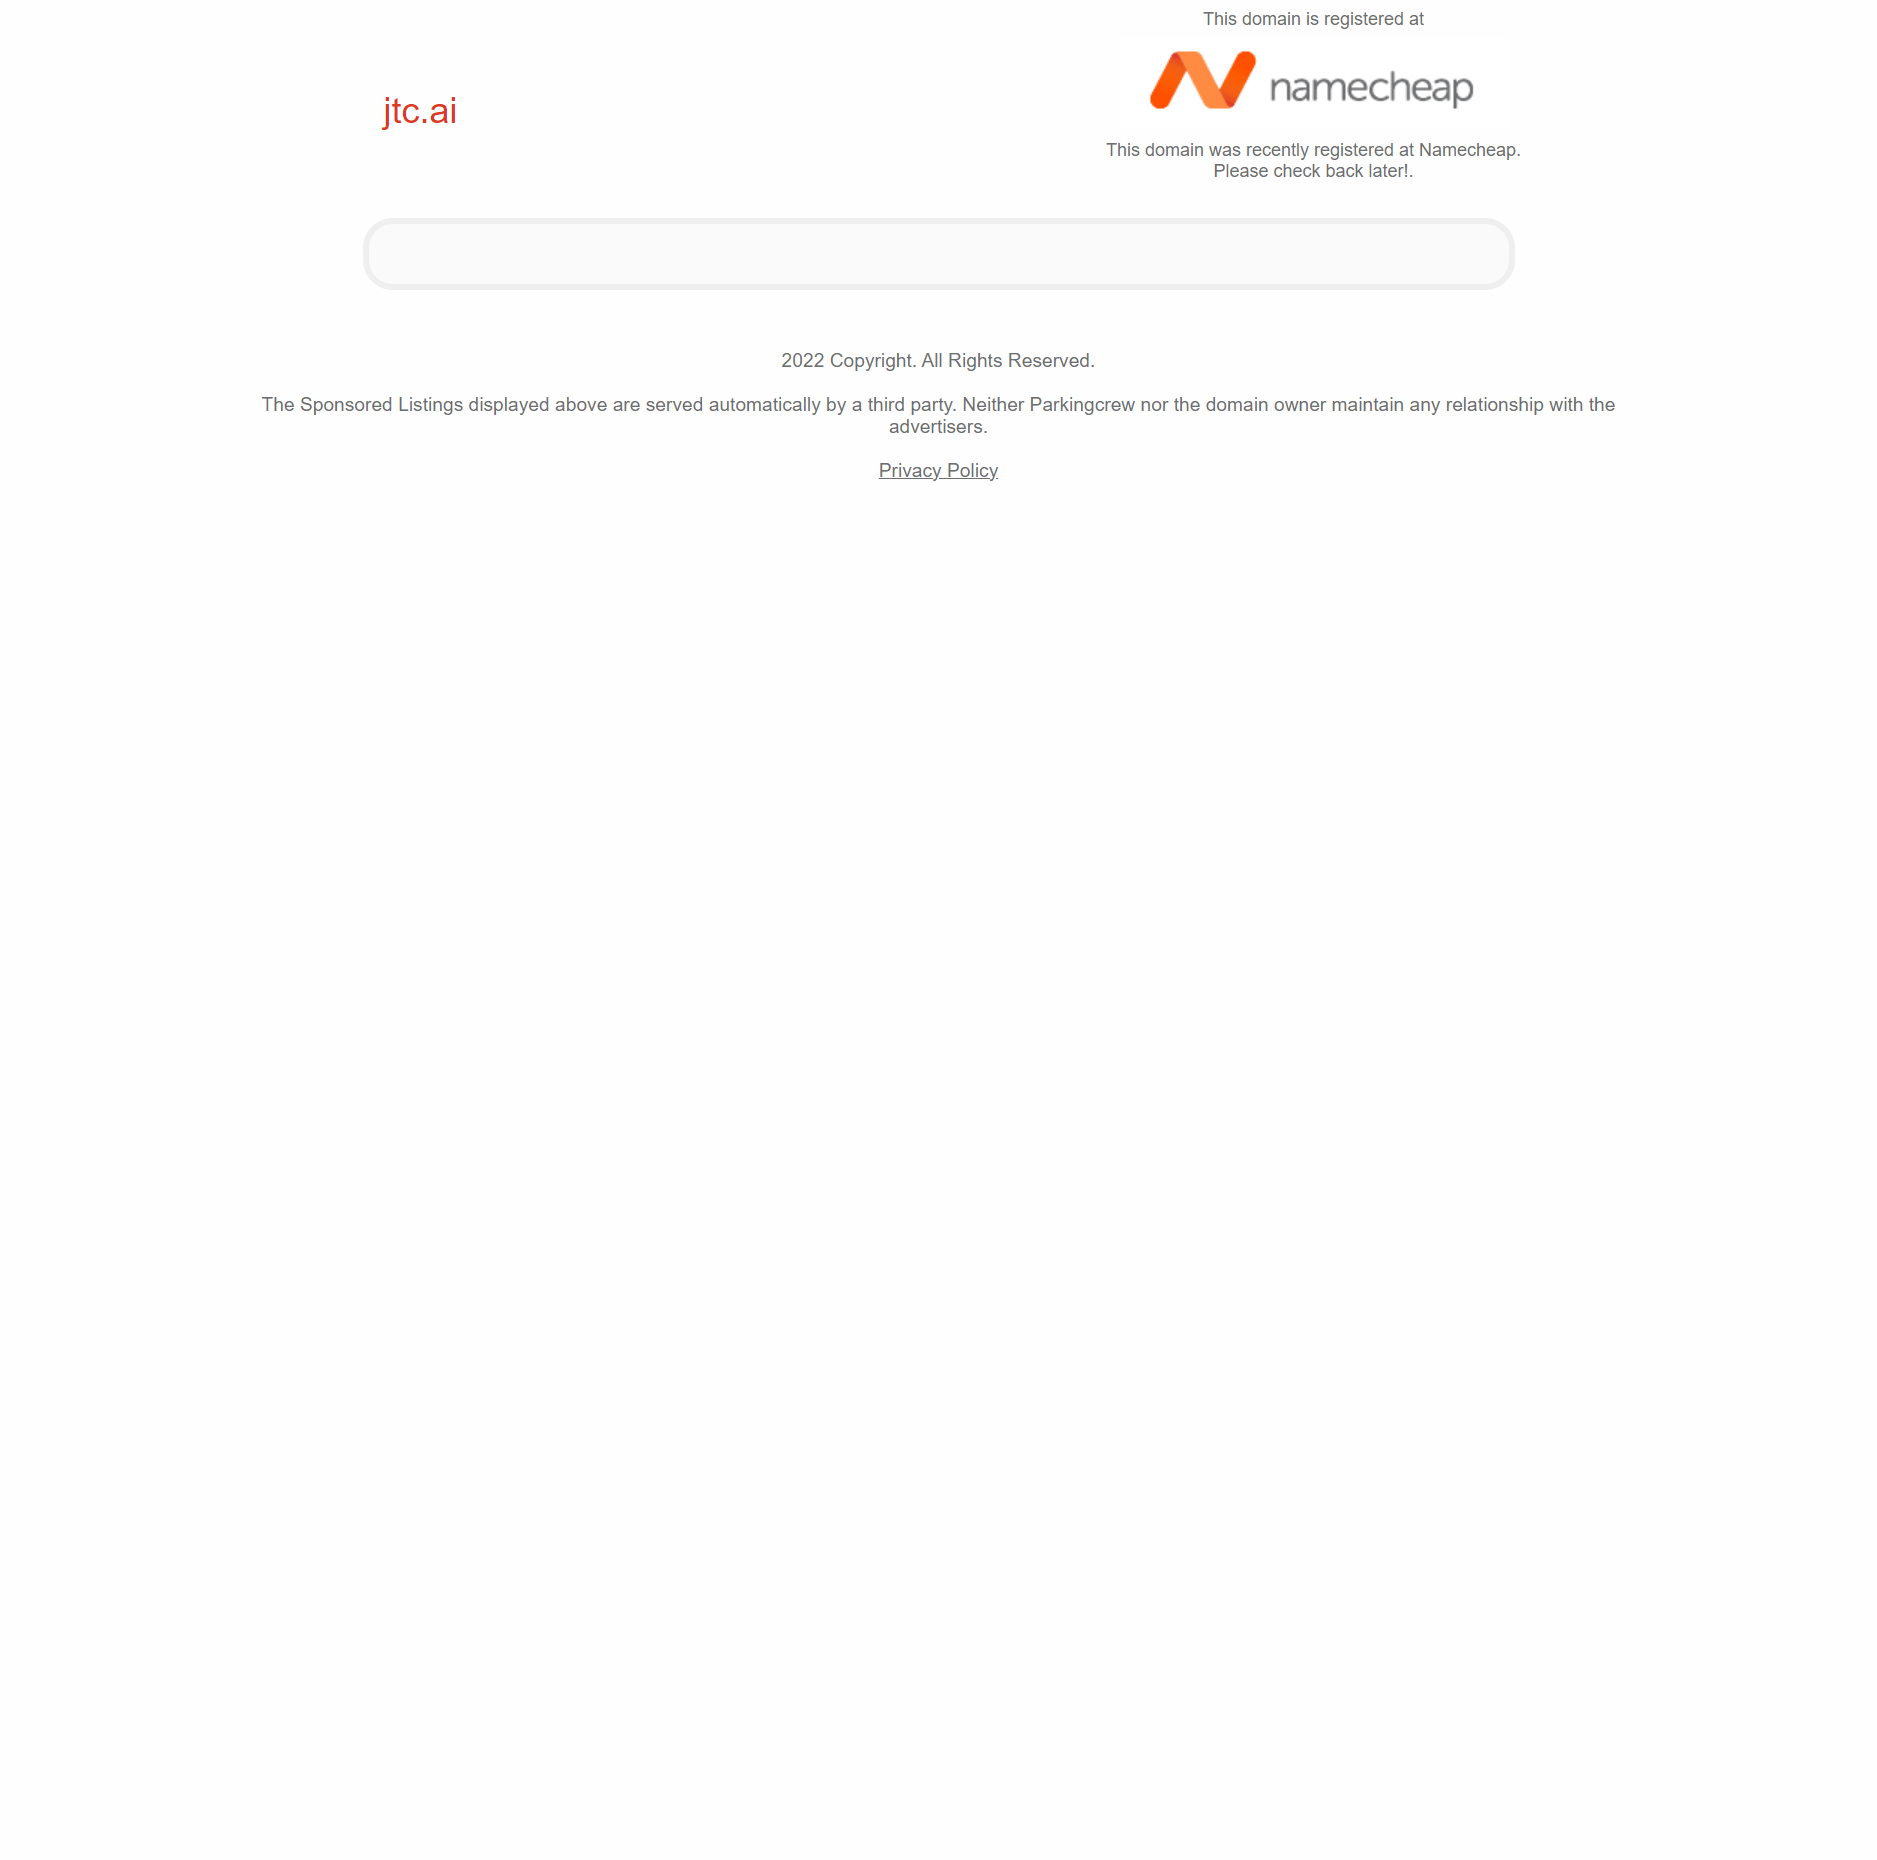 This domain is registered at
namecheap
jtc.ai
This domain was recently registered at Namecheap.
Please check back later!.
2022 Copyright. All Rights Reserved.
The Sponsored Listings displayed above are served automatically by a third party. Neither Parkingcrew nor the domain owner maintain any relationship with the
advertisers.
Privacy Policy